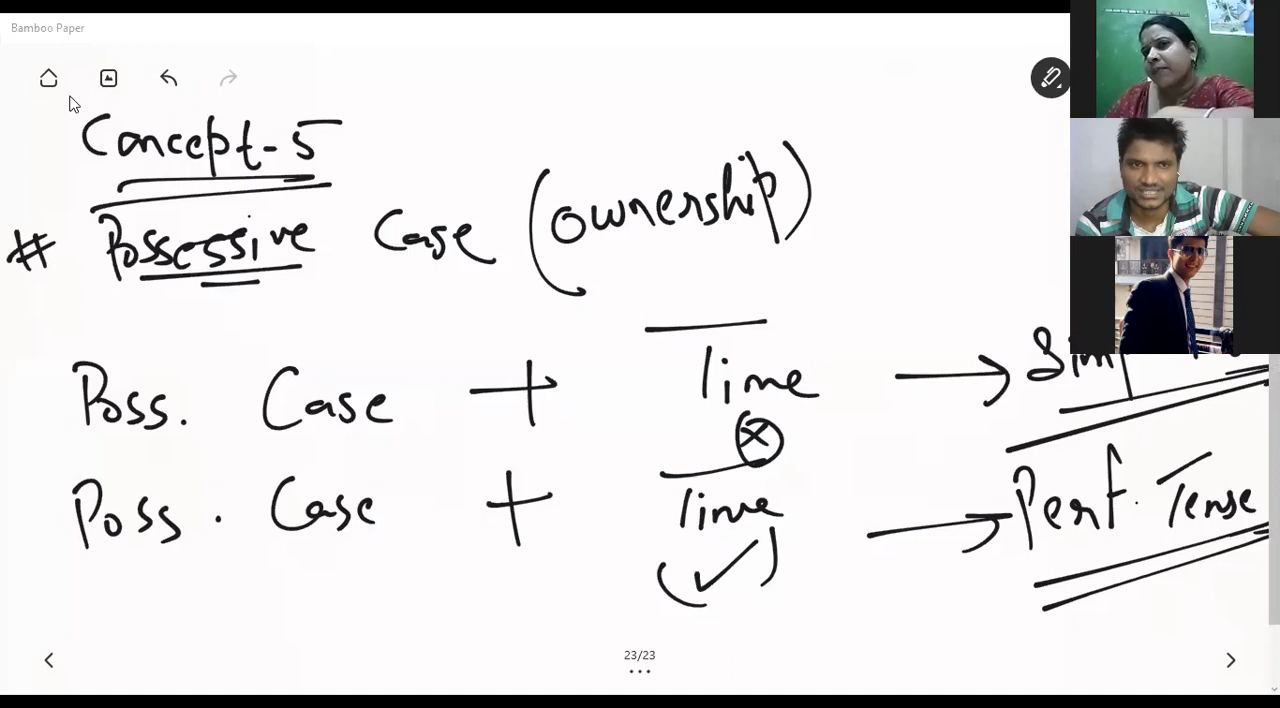 Bamboo Paper
Concept-5
# Possessive Case (ownership)
Poss. Case + Time →
Poss. Case + Time → Perf. Tense
23/23